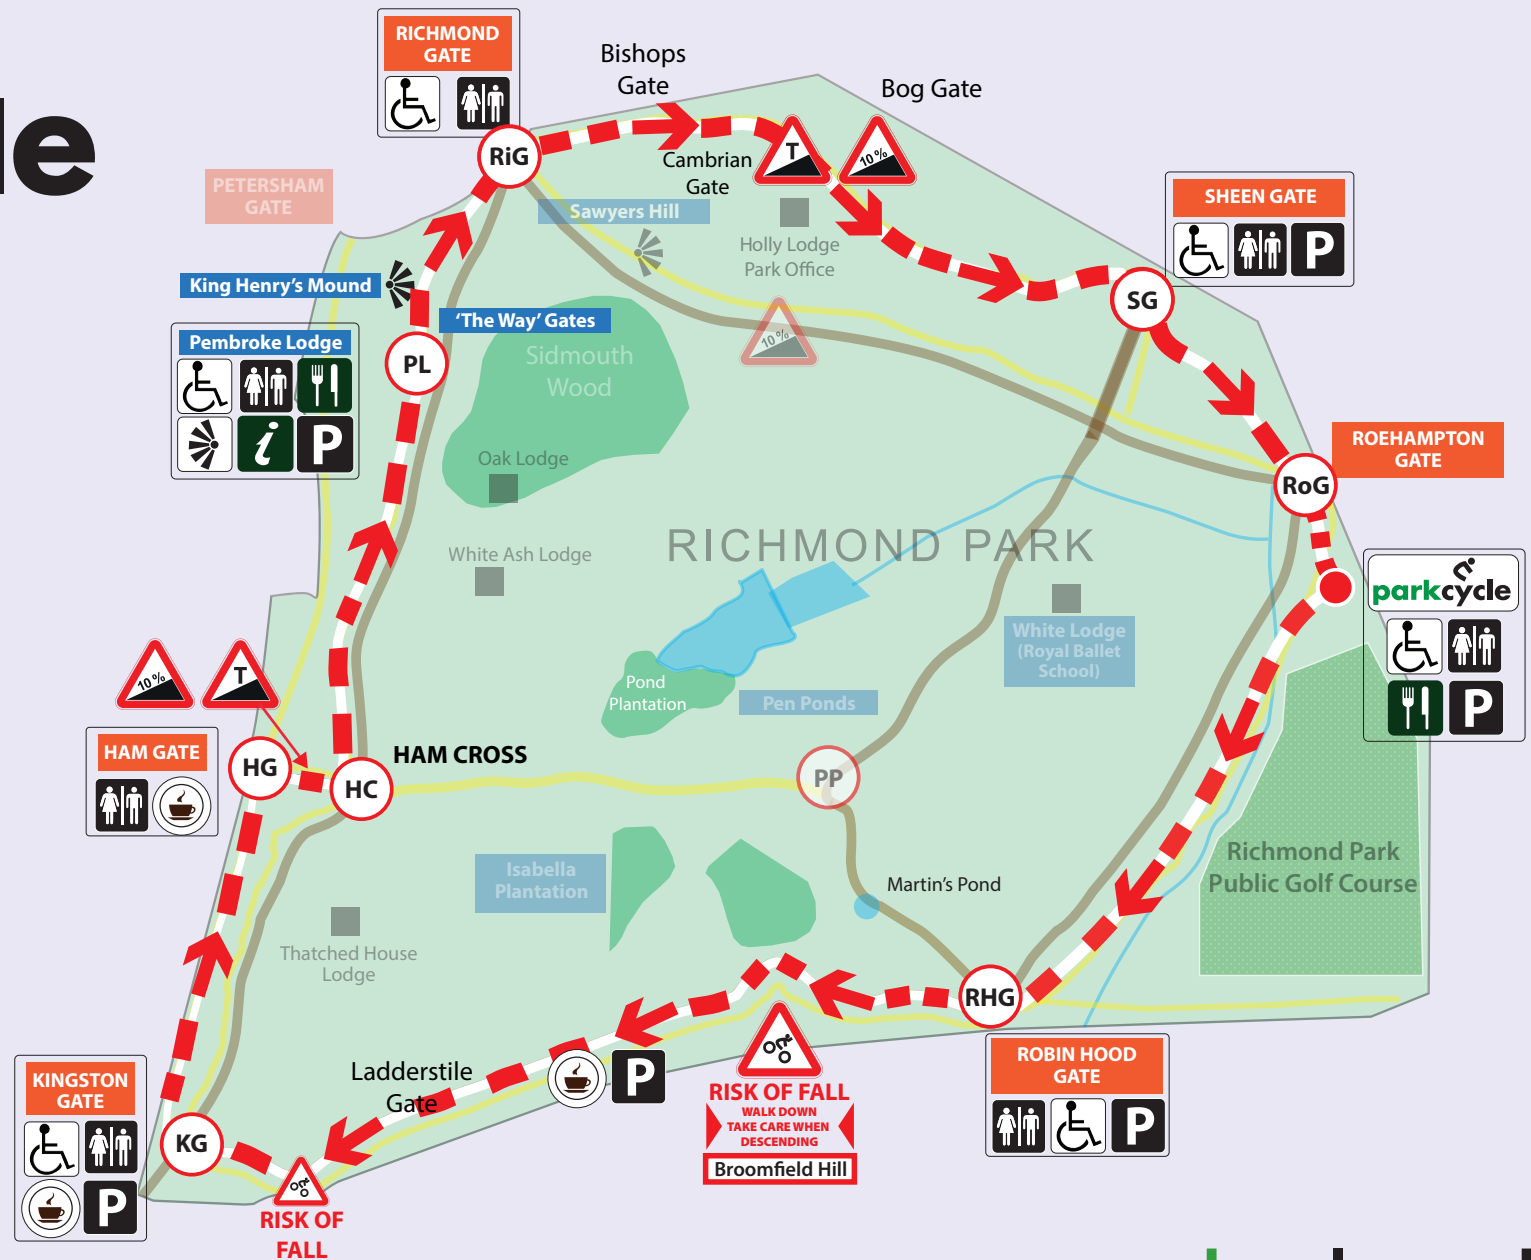 de
RICHMOND
GATE
Bishops
Gate
Bog Gate
RiG
T
10 %
Cambrian
Gate
PETERSHAM
GATE
Sawyers Hill
SHEEN GATE
P
Holly Lodge
Park Office
King Henry's Mound
SG
'The Way' Gates
Pembroke Lodge
i
P
PL
10 %
Sidmouth
Wood
ROEHAMPTON
GATE
Oak Lodge
RoG
RICHMOND PARK
White Ash Lodge
parkcycle
P
White Lodge
(Royal Ballet
School)
10 %
T
Pond
Plantation
Pen Ponds
HAM GATE
HG
HC
HAM CROSS
PP
Richmond Park
Public Golf Course
Isabella
Plantation
Martin's Pond
Thatched House
Lodge
RHG
ROBIN HOOD
GATE
P
Ladderstile
Gate
P
RISK OF FALL
WALK DOWN
TAKE CARE WHEN
DESCENDING
Broomfield Hill
KINGSTON
GATE
P
KG
RISK OF
FALL